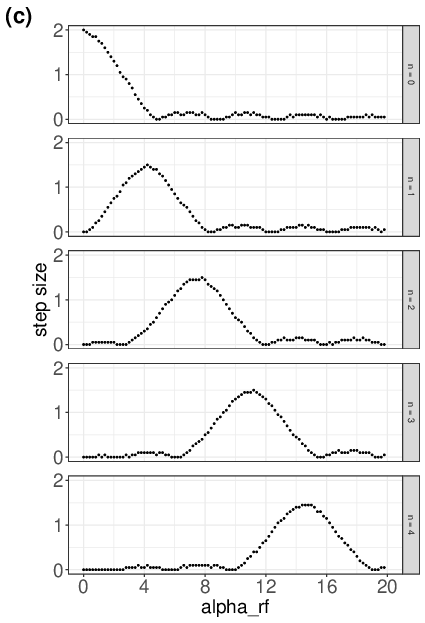 (c)
2
1
0
n = 0
2
1
0
n = 1
2
1
0
n = 2
2
1
0
n = 3
2
1
0
n = 4
step size
0 4 8 12 16 20
alpha_rf